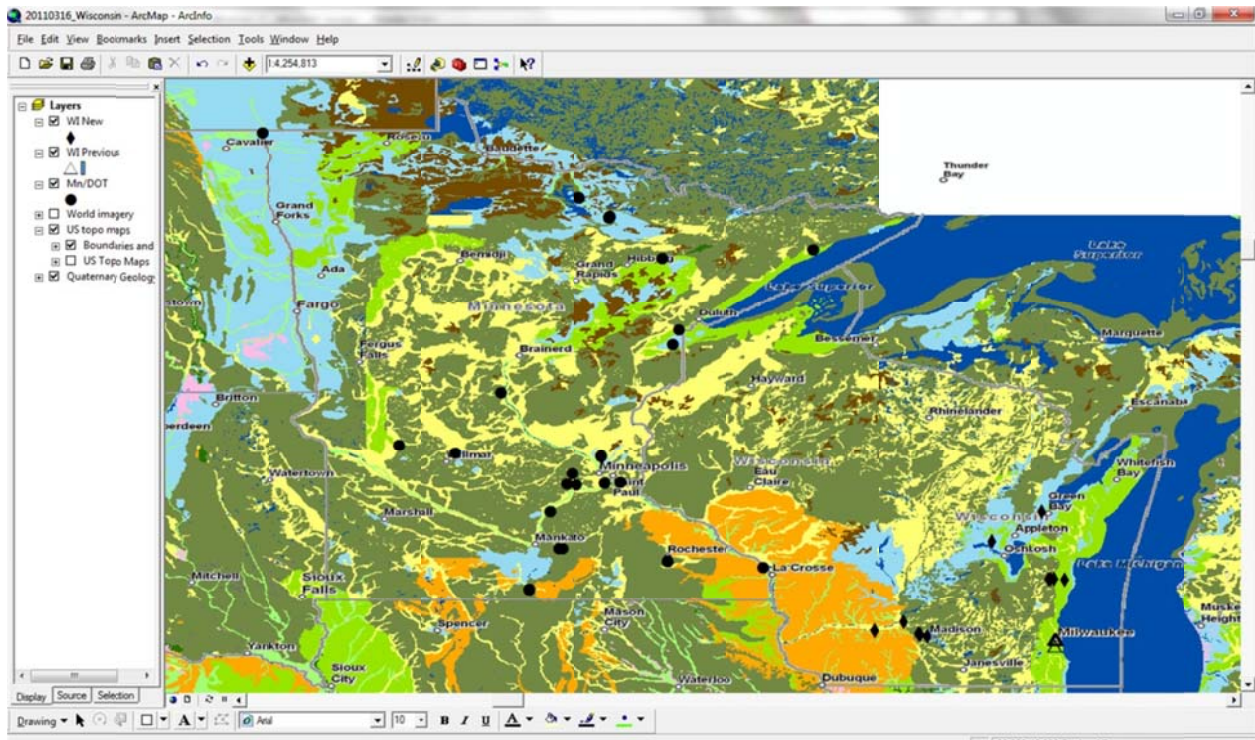 20110316_Wisconsin - ArcMap - ArcInfo
File Edit View Bookmarks Insert Selection Tools Window Help
1:4,254,813
Layers
WI New
WI Previous
Mn/DOT
World imagery
US topo maps
Boundaries and
US Topo Maps
Quaternary Geology
Display Source Selection
Cavalier
Roseau
Baudette
Thunder
Bay
Grand
Forks
Ada
Bemidji
Grand
Rapids
Hibbing
Lake
Superior
Minnesota
Lake Superior
Fargo
Duluth
Marquette
Bessemer
Fergus
Falls
Brainerd
Hayward
Britton
Aberdeen
Rhinelander
Escanaba
Willmar
Minneapolis
Saint
Paul
Wisconsin
Eau
Claire
Whitefish
Bay
Watertown
Marshall
Green
Bay
Wisconsin
Appleton
Oshkosh
Mankato
Rochester
La Crosse
Lake Michigan
Mitchell
Sioux
Falls
Mason
City
Muske
Height
Spencer
Madison
Milwaukee
Yankton
Janesville
Sioux
City
Waterloo
Dubuque
Drawing A Arial 10 B I U A